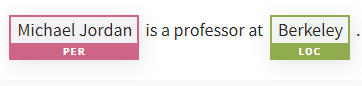 Michael Jordan is a professor at Berkeley .
PER LOC